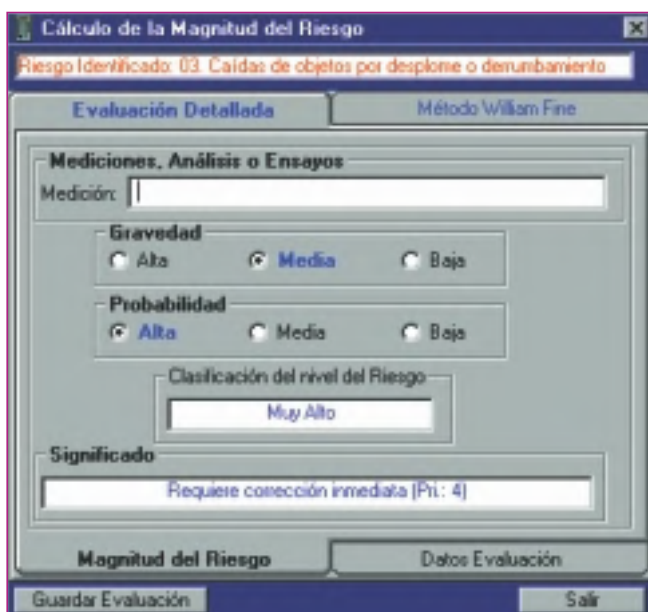 Cálculo de la Magnitud del Riesgo
Riesgo Identificado: 03. Caídas de objetos por desplome o derrumbamiento
Evaluación Detallada
Método William Fine
Mediciones, Análisis o Ensayos
Medición:
Gravedad
Alta Media Baja
Probabilidad
Alta Media Baja
Clasificación del nivel del Riesgo
Muy Alto
Significado
Requiere corrección inmediata (Pri.: 4)
Magnitud del Riesgo
Datos Evaluación
Guardar Evaluación
Salir